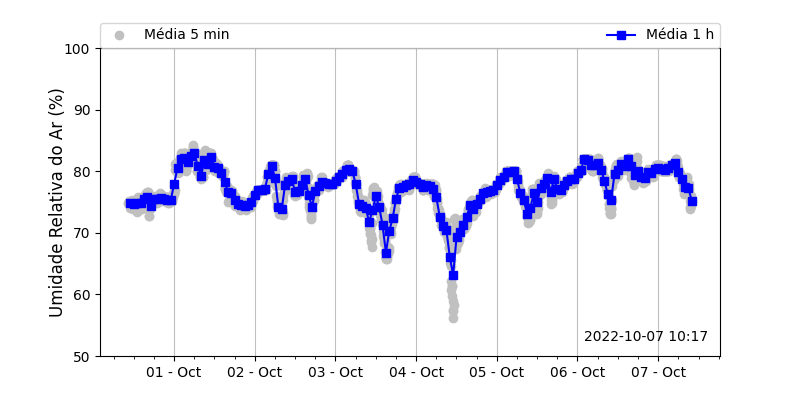 Média 5 min
Média 1 h
100
90
80
70
60
50
Umidade Relativa do Ar (%)
2022-10-07 10:17
01 - Oct
02 - Oct
03 - Oct
04 - Oct
05 - Oct
06 - Oct
07 - Oct